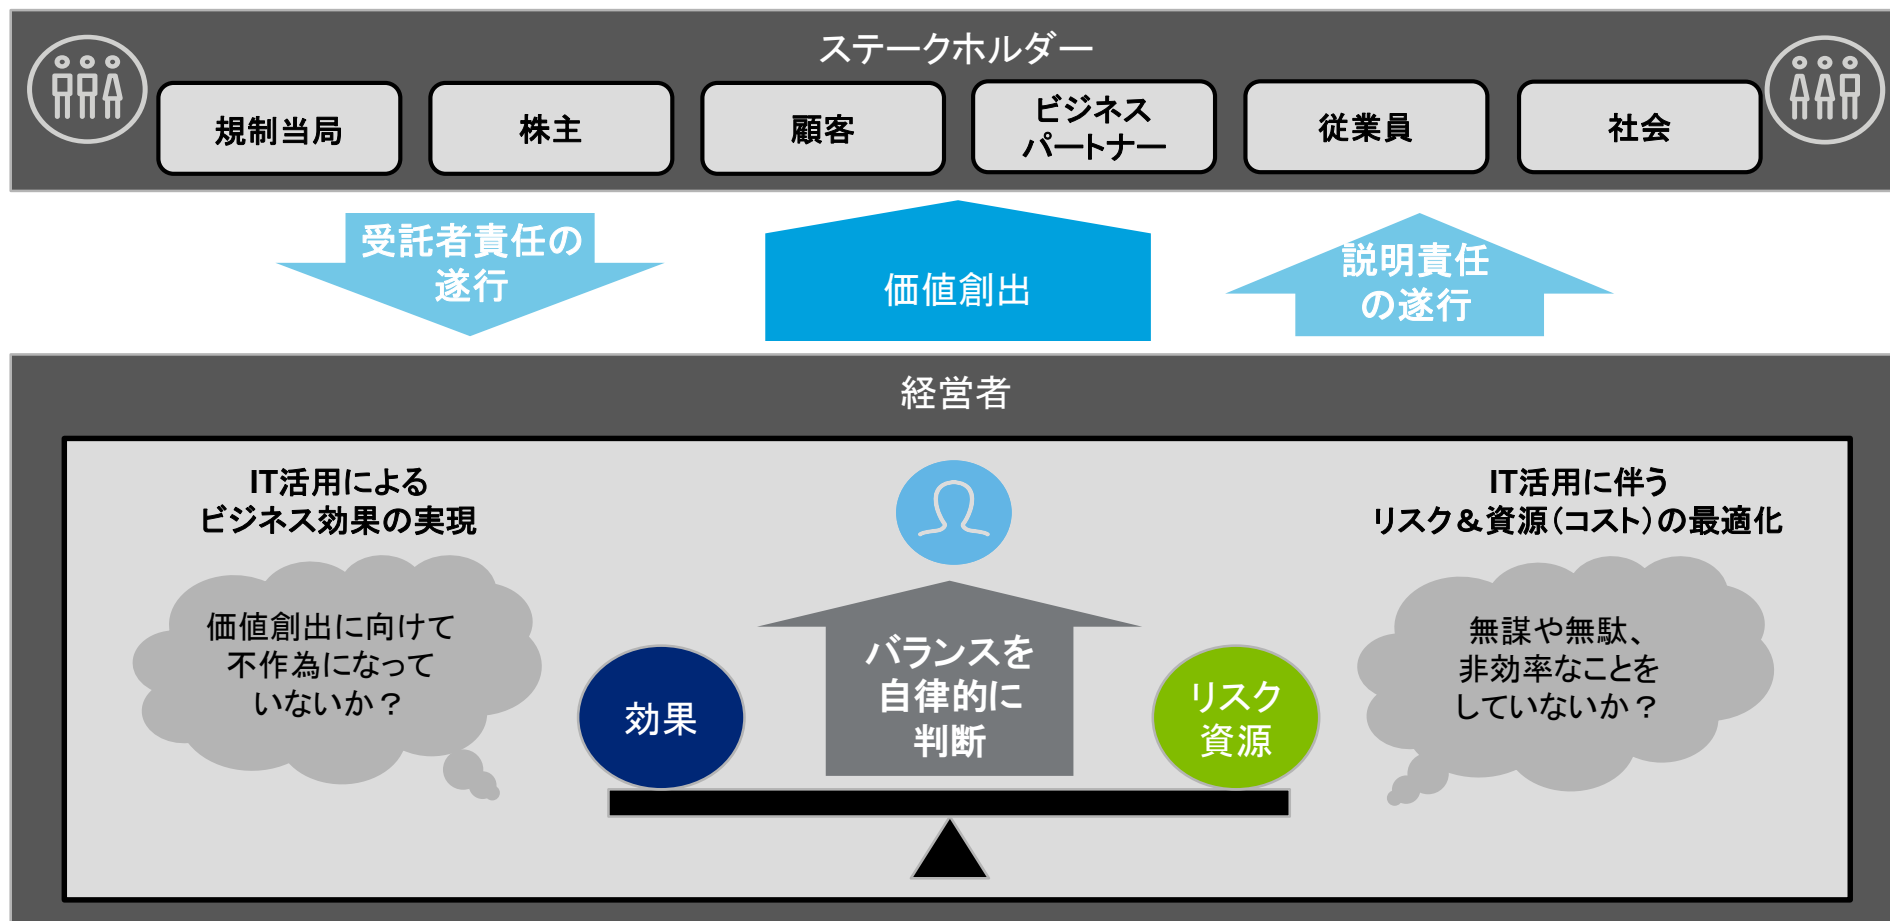 ステークホルダー
規制当局
株主
顧客
ビジネス
パートナー
従業員
社会
受託者責任の
遂行
価値創出
説明責任
の遂行
経営者
IT活用による
ビジネス効果の実現
IT活用に伴う
リスク＆資源（コスト）の最適化
価値創出に向けて
不作為になって
いないか？
効果
バランスを
自律的に
判断
リスク
資源
無謀や無駄、
非効率なことを
していないか？